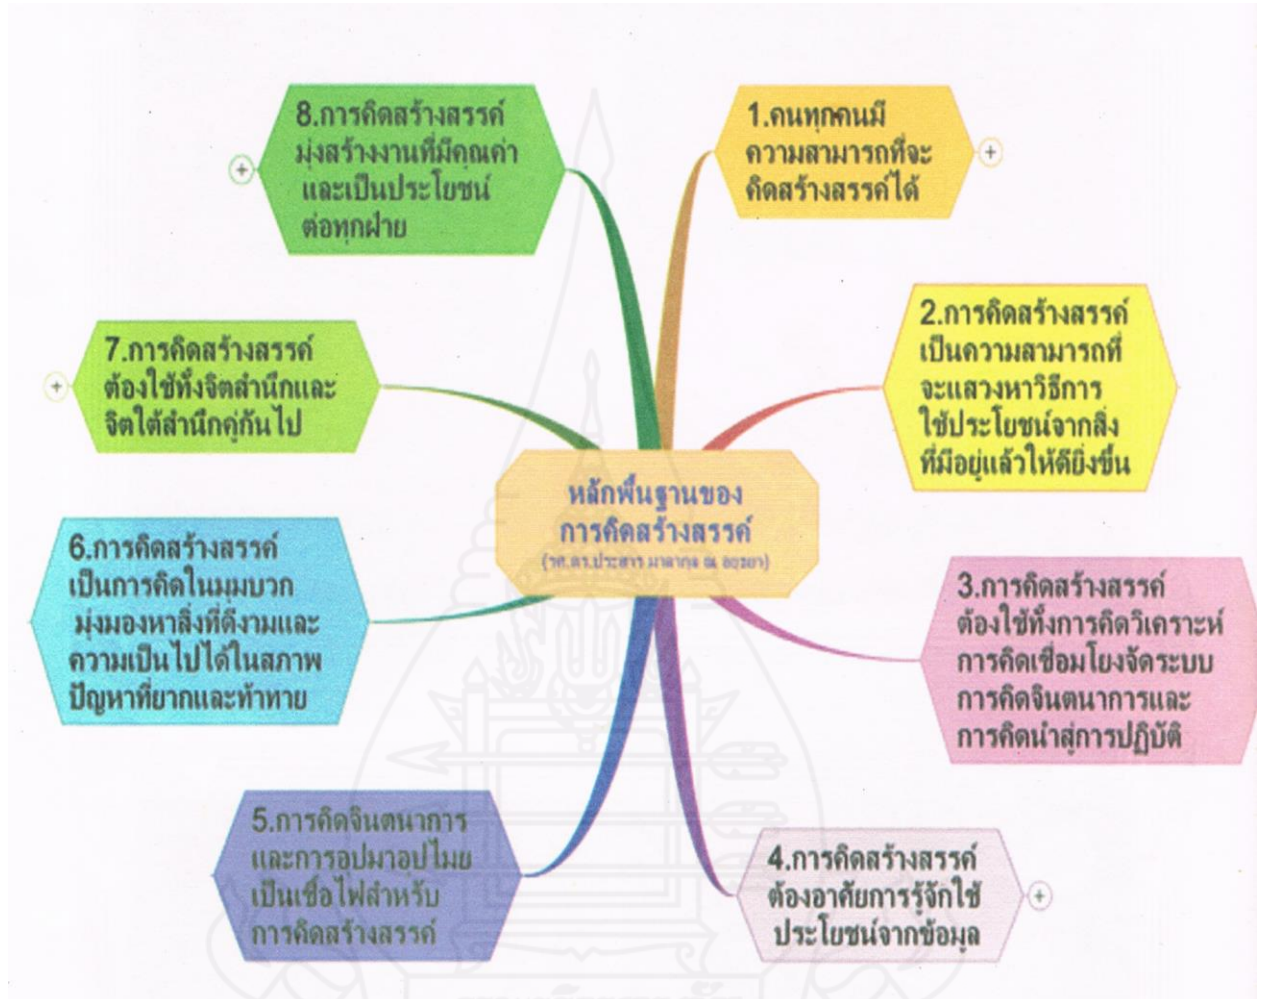 หลักพื้นฐานของ
การคิดสร้างสรรค์
(รศ.ดร.ประสาร มาลากุล ณ อยุธยา)
1.คนทุกคนมี
ความสามารถที่จะ
คิดสร้างสรรค์ได้
2.การคิดสร้างสรรค์
เป็นความสามารถที่
จะแสวงหาวิธีการ
ใช้ประโยชน์จากสิ่ง
ที่มีอยู่แล้วให้ดียิ่งขึ้น
3.การคิดสร้างสรรค์
ต้องใช้ทั้งการคิดวิเคราะห์
การคิดเชื่อมโยงจัดระบบ
การคิดจินตนาการและ
การคิดนำสู่การปฏิบัติ
4.การคิดสร้างสรรค์
ต้องอาศัยการรู้จักใช้
ประโยชน์จากข้อมูล
5.การคิดจินตนาการ
และการอุปมาอุปไมย
เป็นเชื้อไฟสำหรับ
การคิดสร้างสรรค์
6.การคิดสร้างสรรค์
เป็นการคิดในมุมบวก
มุ่งมองหาสิ่งที่ดีงามและ
ความเป็นไปได้ในสภาพ
ปัญหาที่ยากและท้าทาย
7.การคิดสร้างสรรค์
ต้องใช้ทั้งจิตสำนึกและ
จิตใต้สำนึกคู่กันไป
8.การคิดสร้างสรรค์
มุ่งสร้างงานที่มีคุณค่า
และเป็นประโยชน์
ต่อทุกฝ่าย